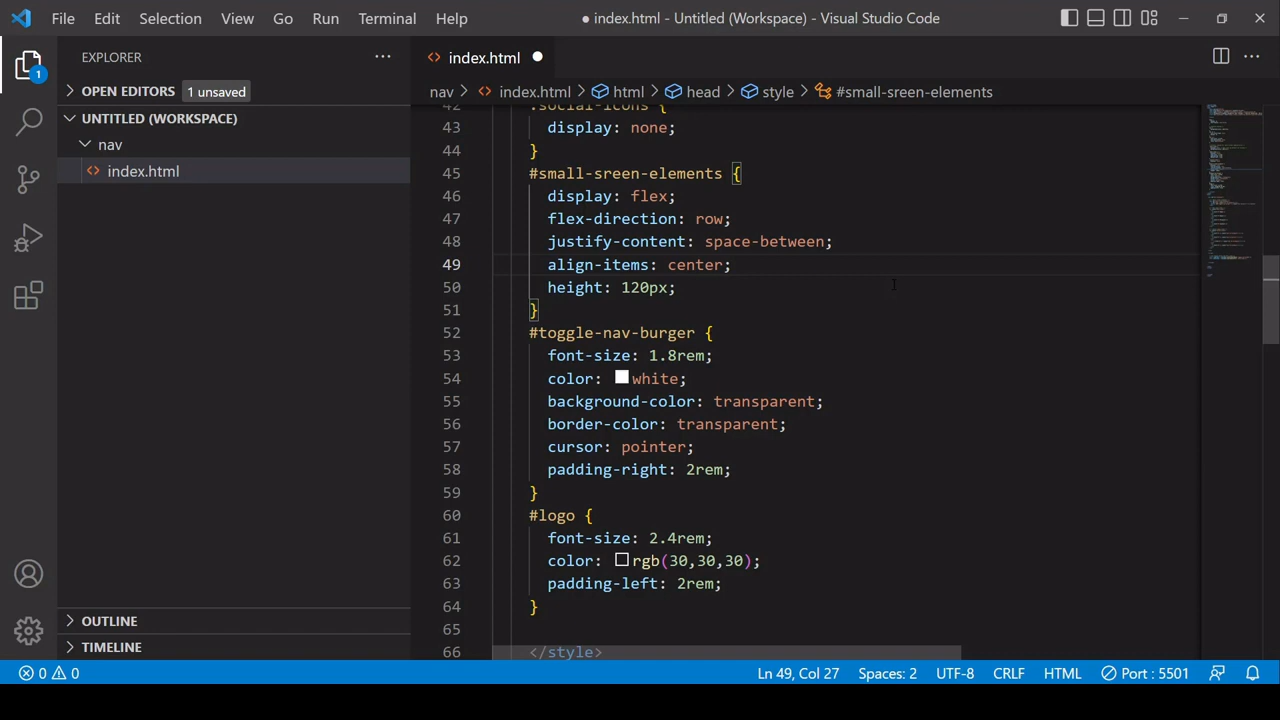 File Edit Selection View Go Run Terminal Help ● index.html - Untitled (Workspace) - Visual Studio Code
EXPLORER
1
OPEN EDITORS 1 unsaved
UNTITLED (WORKSPACE)
nav
index.html
OUTLINE
TIMELINE
index.html
nav > index.html > html > head > style > #small-sreen-elements
42 .social-icons {
43 display: none;
44 }
45 #small-sreen-elements {
46 display: flex;
47 flex-direction: row;
48 justify-content: space-between;
49 align-items: center;
50 height: 120px;
51 }
52 #toggle-nav-burger {
53 font-size: 1.8rem;
54 color: white;
55 background-color: transparent;
56 border-color: transparent;
57 cursor: pointer;
58 padding-right: 2rem;
59 }
60 #logo {
61 font-size: 2.4rem;
62 color: rgb(30,30,30);
63 padding-left: 2rem;
64 }
65
66 </style>
0 0 Ln 49, Col 27 Spaces: 2 UTF-8 CRLF HTML Port : 5501